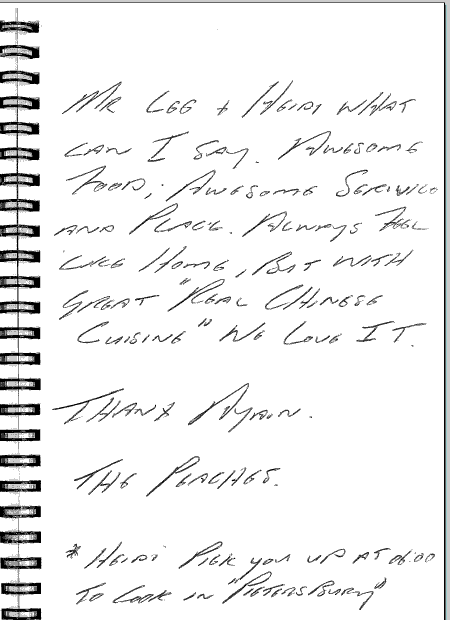 MR LEE + HEIDI WHAT
CAN I SAY. AWESOME
FOOD, AWESOME SERVICE
AND PLACE. ALWAYS FEEL
LIKE HOME, BUT WITH
GREAT "REAL CHINESE
CUISINE" WE LOVE IT.
THANX AGAIN.
THE PEACHES.
* HEIDI PICK YOU UP AT 06:00
TO COOK IN "PIETERSBURG"